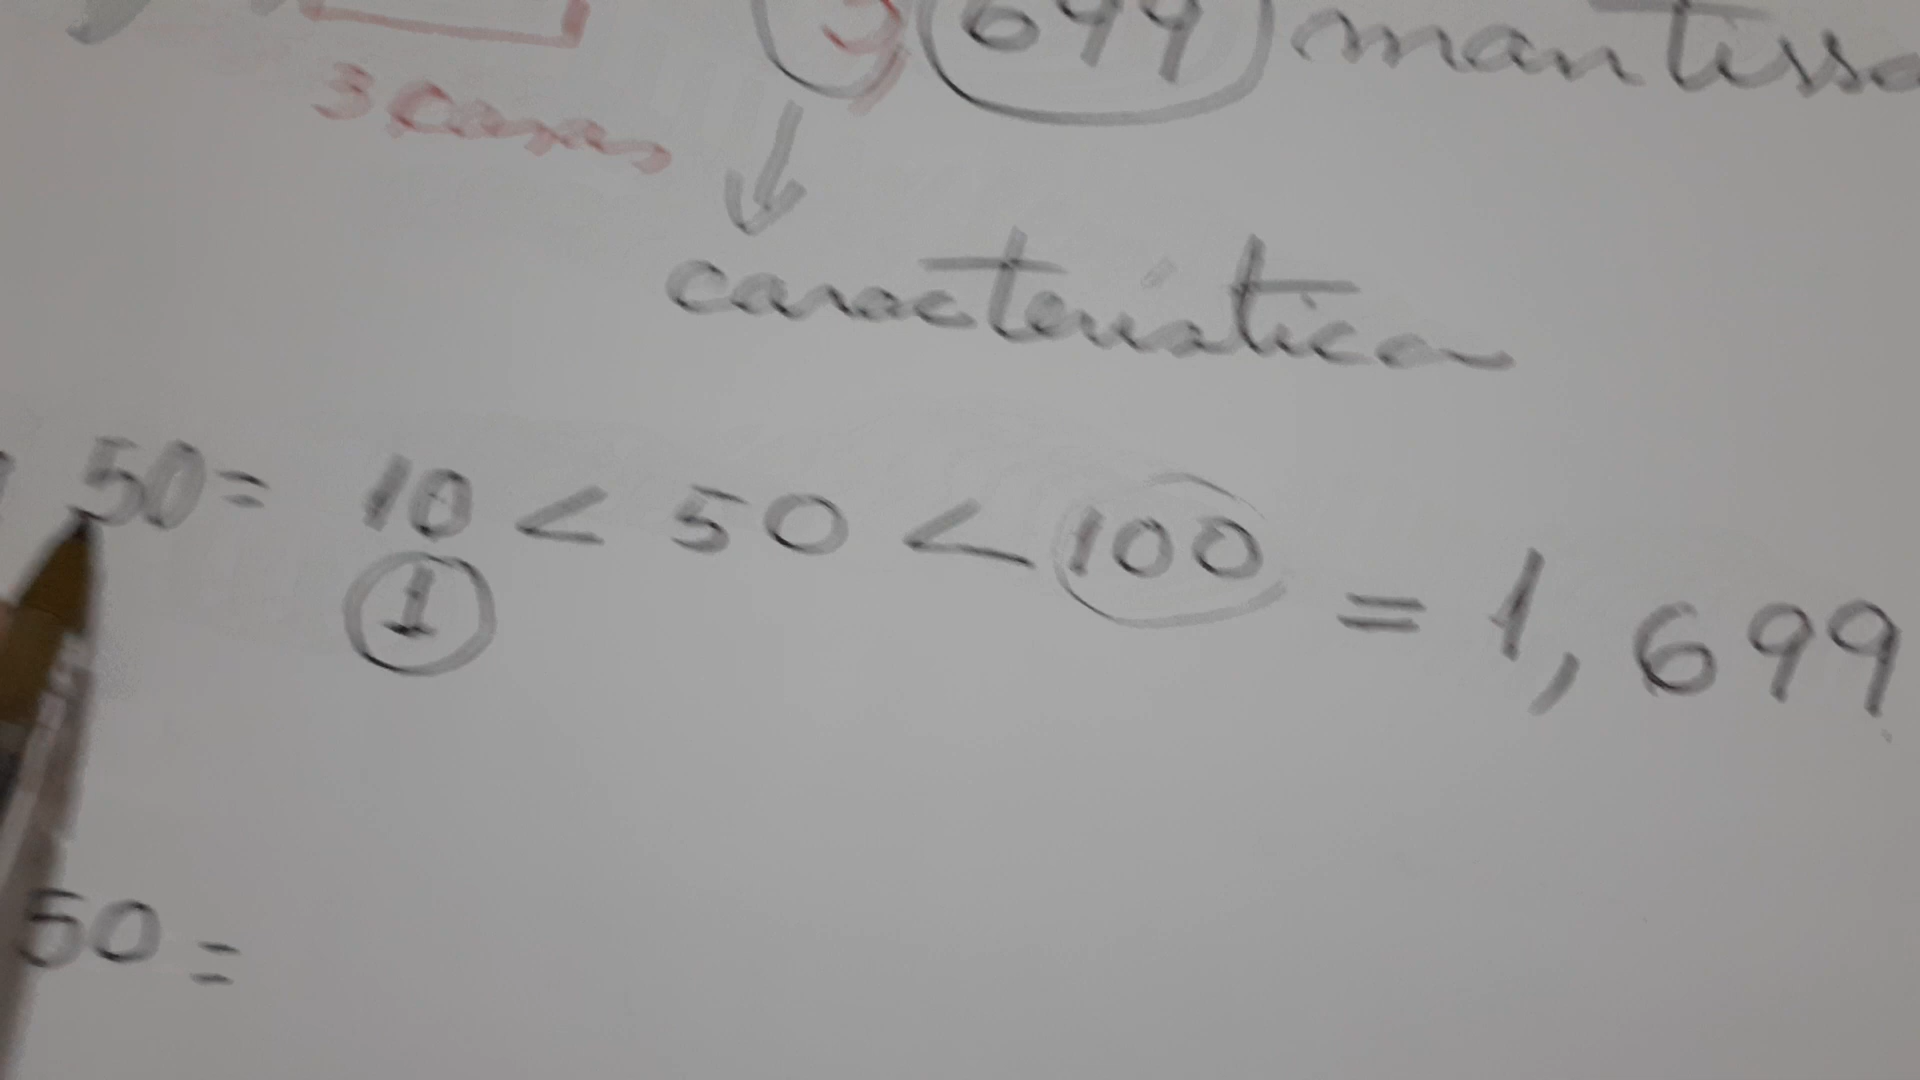 3, 699 mantissa
3 casas
característica
50 = 10 < 50 < 100 = 1, 699
1
50 =